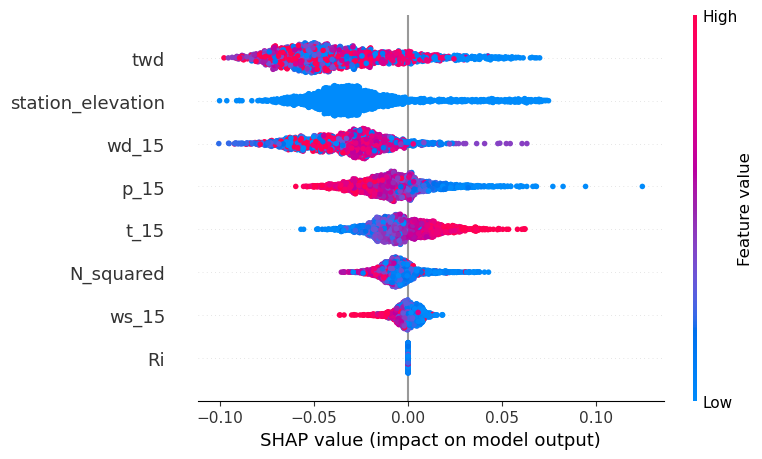 High
twd
station_elevation
wd_15
p_15
t_15
N_squared
ws_15
Ri
Feature value
Low
−0.10 −0.05 0.00 0.05 0.10
SHAP value (impact on model output)